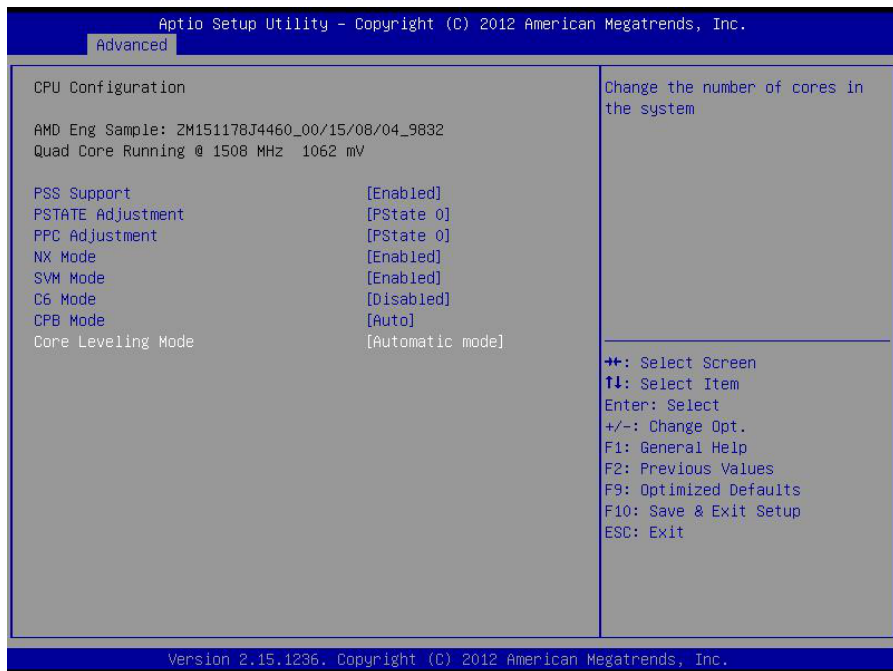 Aptio Setup Utility – Copyright (C) 2012 American Megatrends, Inc.
Advanced
CPU Configuration
AMD Eng Sample: ZM151178J4460_00/15/08/04_9832
Quad Core Running @ 1508 MHz 1062 mV
PSS Support [Enabled]
PSTATE Adjustment [PState 0]
PPC Adjustment [PState 0]
NX Mode [Enabled]
SVM Mode [Enabled]
C6 Mode [Disabled]
CPB Mode [Auto]
Core Leveling Mode [Automatic mode]
Change the number of cores in
the system
→←: Select Screen
↑↓: Select Item
Enter: Select
+/-: Change Opt.
F1: General Help
F2: Previous Values
F9: Optimized Defaults
F10: Save & Exit Setup
ESC: Exit
Version 2.15.1236. Copyright (C) 2012 American Megatrends, Inc.